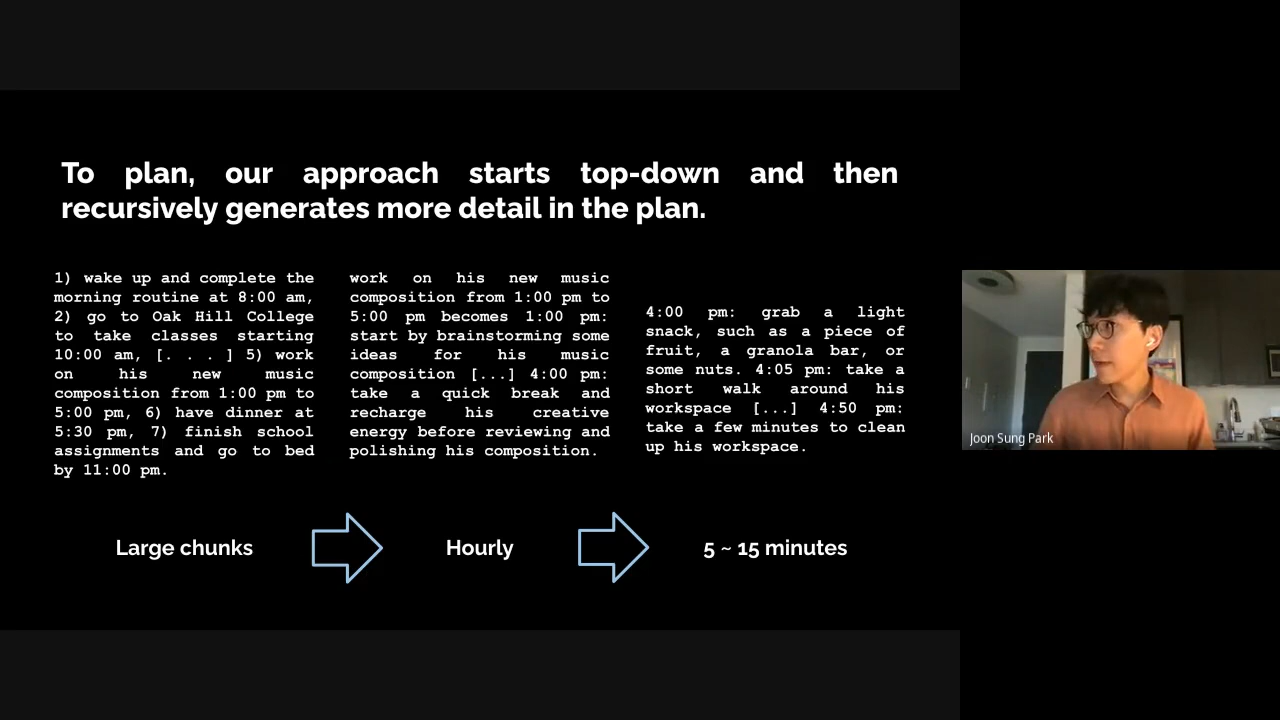 To plan, our approach starts top-down and then
recursively generates more detail in the plan.
1) wake up and complete the
morning routine at 8:00 am,
2) go to Oak Hill College
to take classes starting
10:00 am, [. . . ] 5) work
on his new music
composition from 1:00 pm to
5:00 pm, 6) have dinner at
5:30 pm, 7) finish school
assignments and go to bed
by 11:00 pm.
work on his new music
composition from 1:00 pm to
5:00 pm becomes 1:00 pm:
start by brainstorming some
ideas for his music
composition [...] 4:00 pm:
take a quick break and
recharge his creative
energy before reviewing and
polishing his composition.
4:00 pm: grab a light
snack, such as a piece of
fruit, a granola bar, or
some nuts. 4:05 pm: take a
short walk around his
workspace [...] 4:50 pm:
take a few minutes to clean
up his workspace.
Large chunks
Hourly
5 ~ 15 minutes
Joon Sung Park